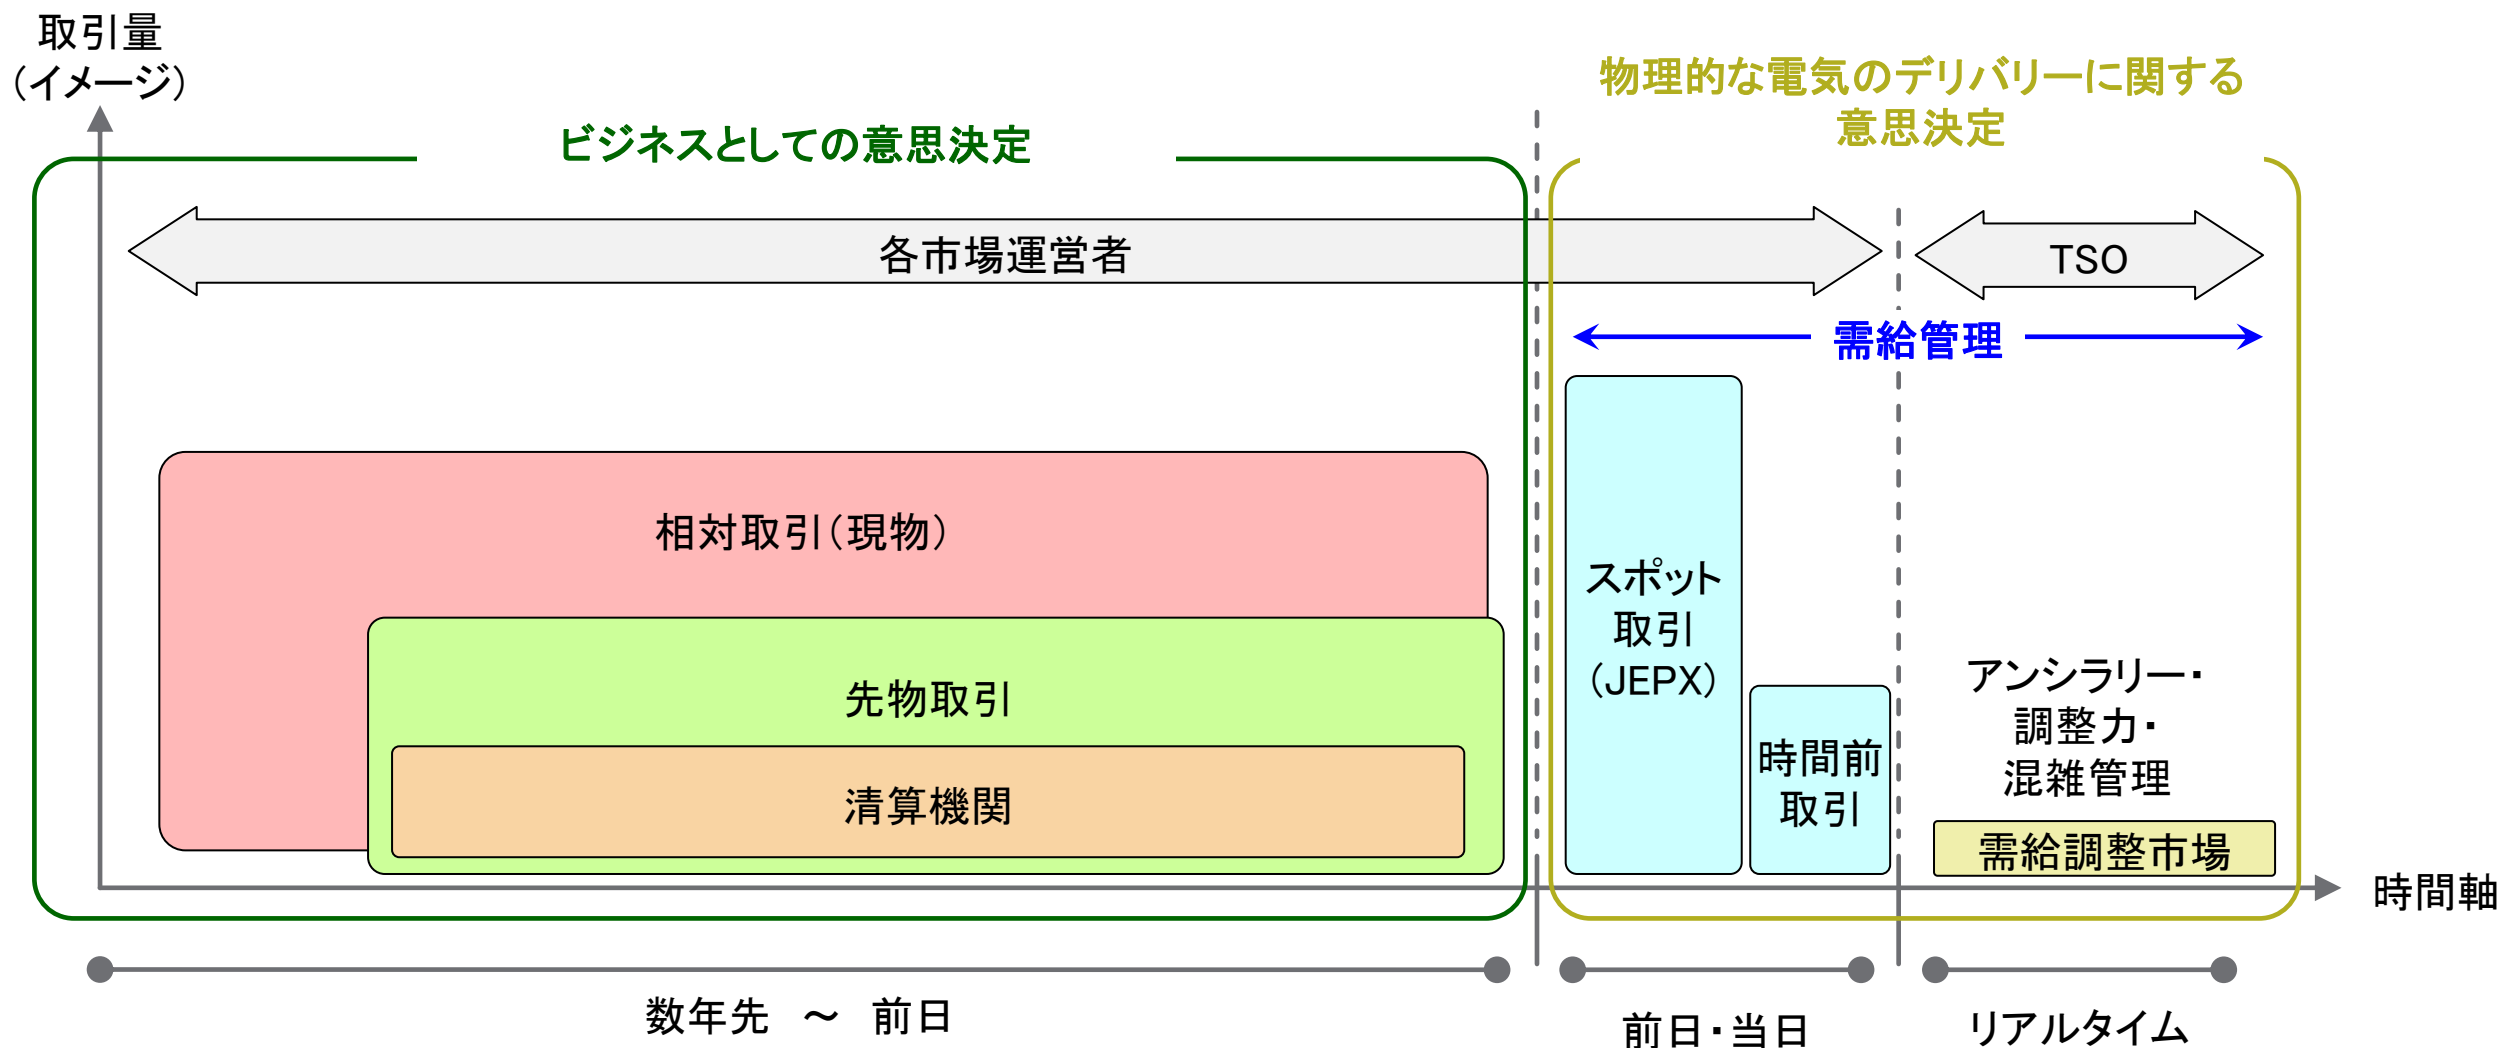 取引量
（イメージ）
ビジネスとしての意思決定
物理的な電気のデリバリーに関する
意思決定
各市場運営者
TSO
需給管理
相対取引（現物）
先物取引
清算機関
スポット
取引
（JEPX）
時間前
取引
アンシラリー・
調整力・
混雑管理
需給調整市場
時間軸
数年先　～　前日
前日・当日
リアルタイム